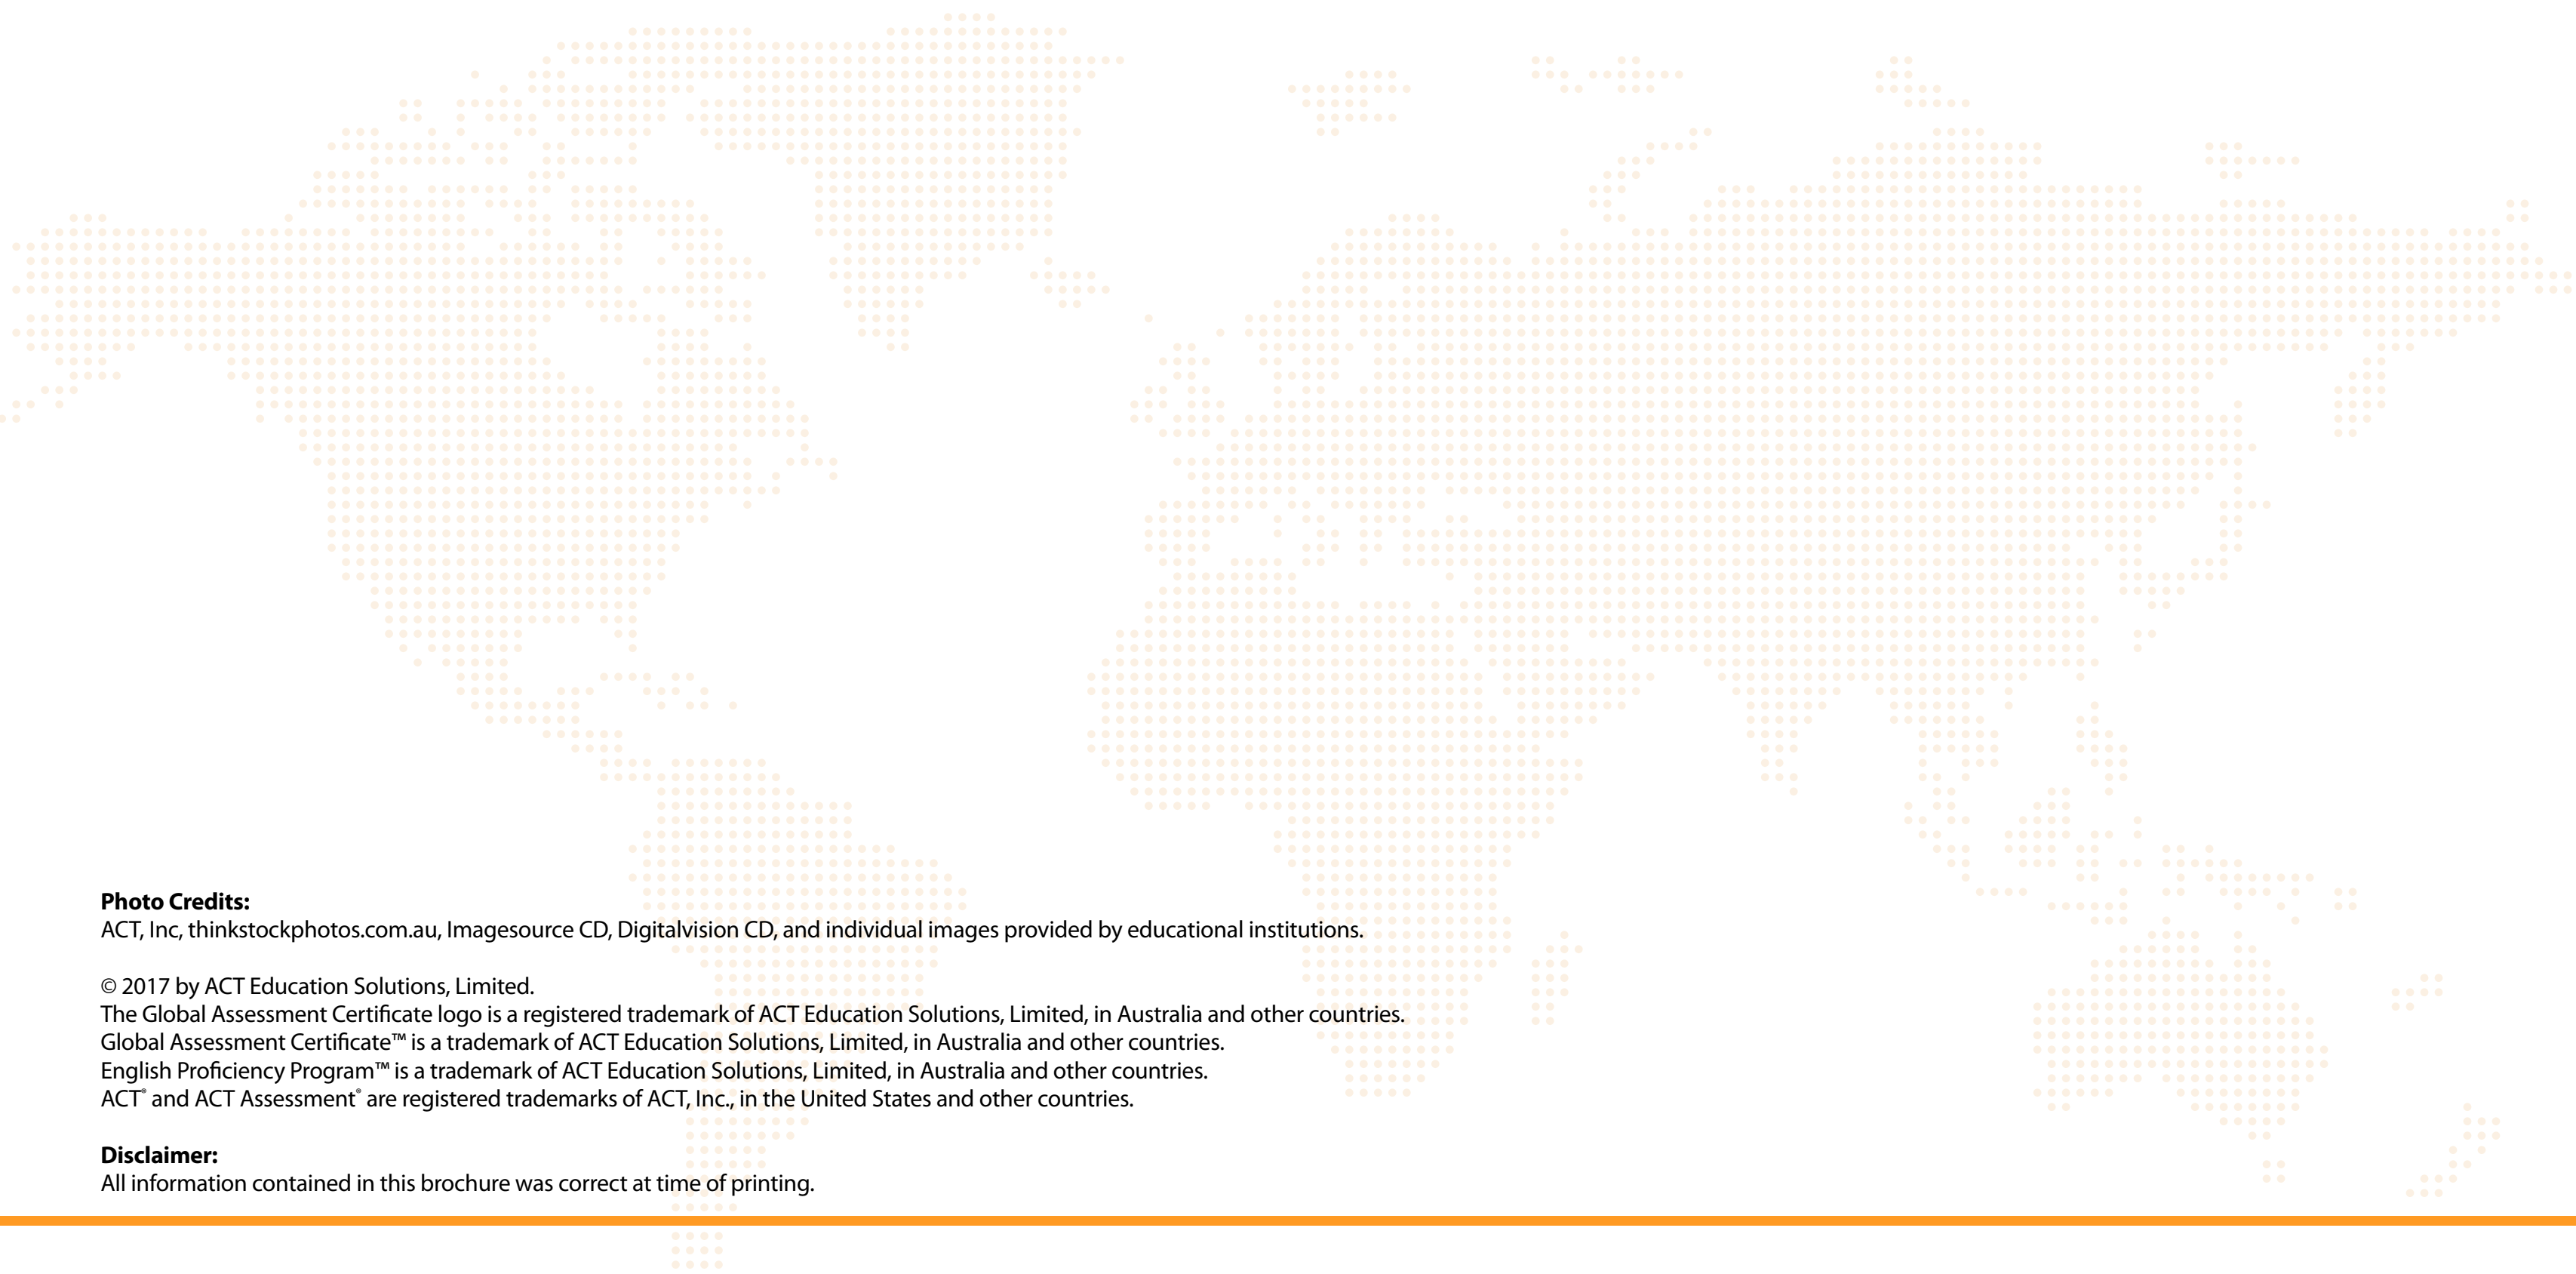 Photo Credits:
ACT, Inc, thinkstockphotos.com.au, Imagesource CD, Digitalvision CD, and individual images provided by educational institutions.
© 2017 by ACT Education Solutions, Limited.
The Global Assessment Certificate logo is a registered trademark of ACT Education Solutions, Limited, in Australia and other countries.
Global Assessment Certificate™ is a trademark of ACT Education Solutions, Limited, in Australia and other countries.
English Proficiency Program™ is a trademark of ACT Education Solutions, Limited, in Australia and other countries.
ACT® and ACT Assessment® are registered trademarks of ACT, Inc., in the United States and other countries.
Disclaimer:
All information contained in this brochure was correct at time of printing.